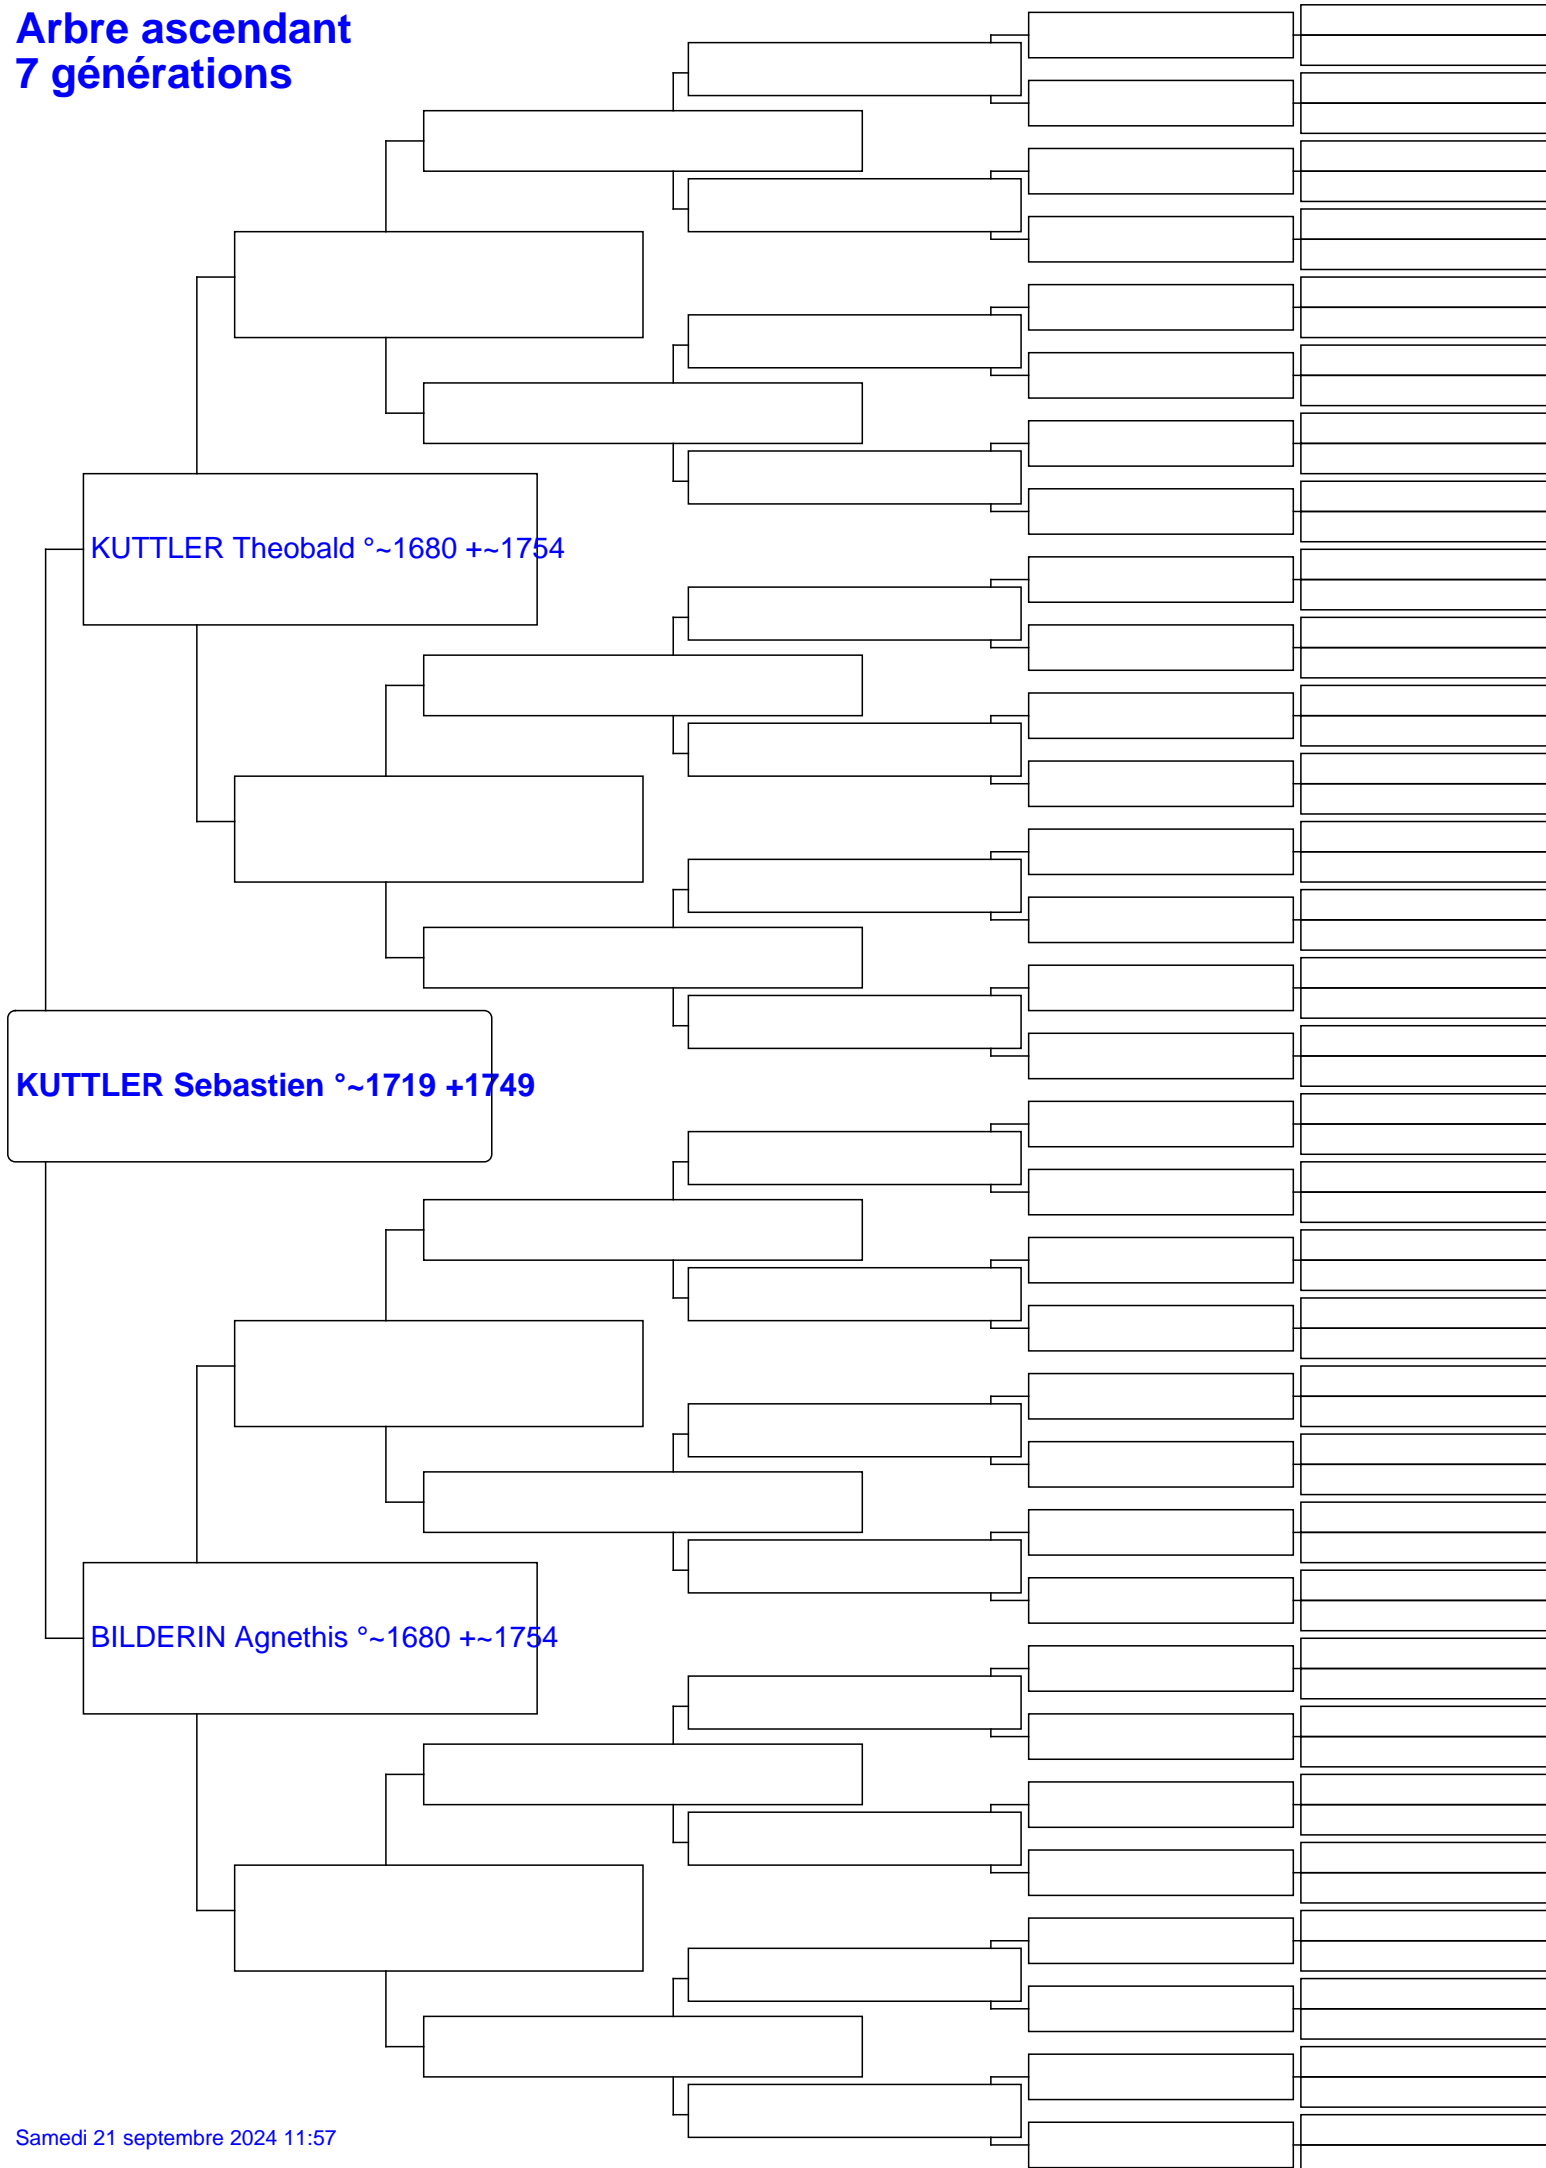 Arbre ascendant
7 générations
KUTTLER Theobald °~1680 +~1754
KUTTLER Sebastien °~1719 +1749
BILDERIN Agnethis °~1680 +~1754
Samedi 21 septembre 2024 11:57